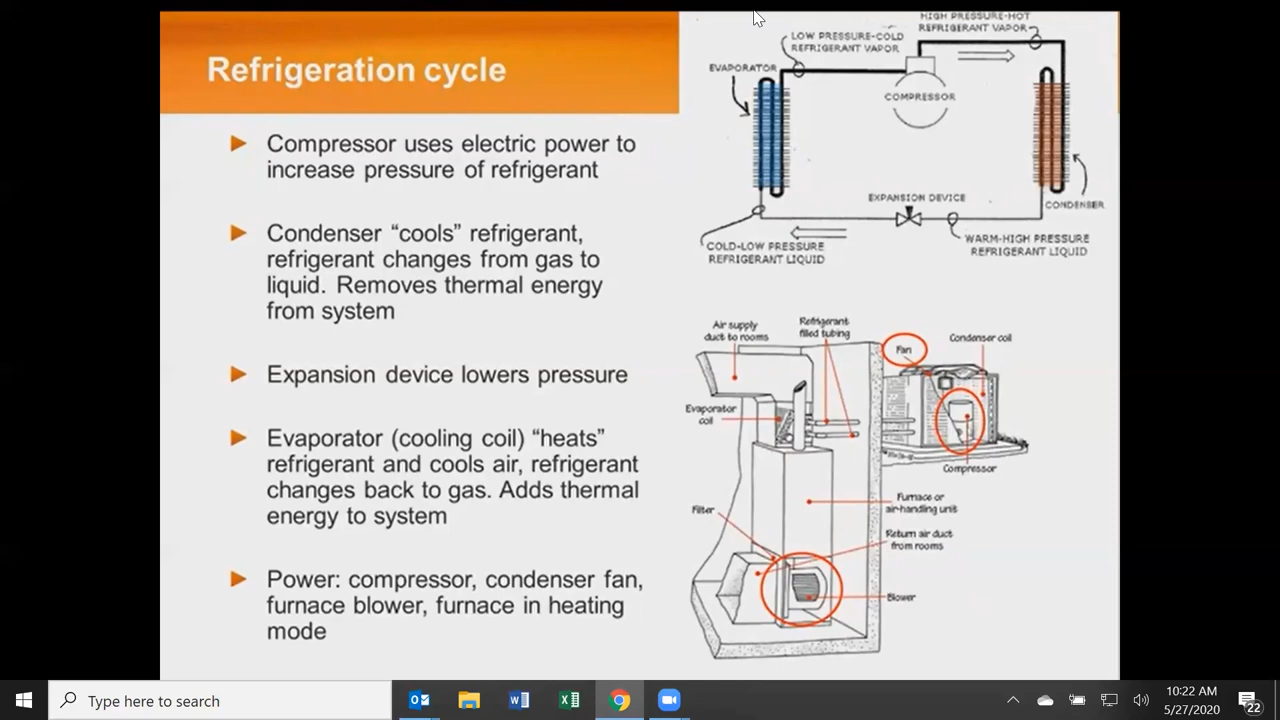 Refrigeration cycle
Compressor uses electric power to
increase pressure of refrigerant
Condenser “cools” refrigerant,
refrigerant changes from gas to
liquid. Removes thermal energy
from system
Expansion device lowers pressure
Evaporator (cooling coil) “heats”
refrigerant and cools air, refrigerant
changes back to gas. Adds thermal
energy to system
Power: compressor, condenser fan,
furnace blower, furnace in heating
mode
HIGH PRESSURE-HOT
REFRIGERANT VAPOR
LOW PRESSURE-COLD
REFRIGERANT VAPOR
EVAPORATOR
COMPRESSOR
EXPANSION DEVICE
CONDENSER
COLD-LOW PRESSURE
REFRIGERANT LIQUID
WARM-HIGH PRESSURE
REFRIGERANT LIQUID
Air supply
duct to rooms
Refrigerant
filled tubing
Fan
Condenser coil
Evaporator
coil
Compressor
Furnace or
air-handling unit
Filter
Return air duct
from rooms
Blower
Type here to search
10:22 AM
5/27/2020
22